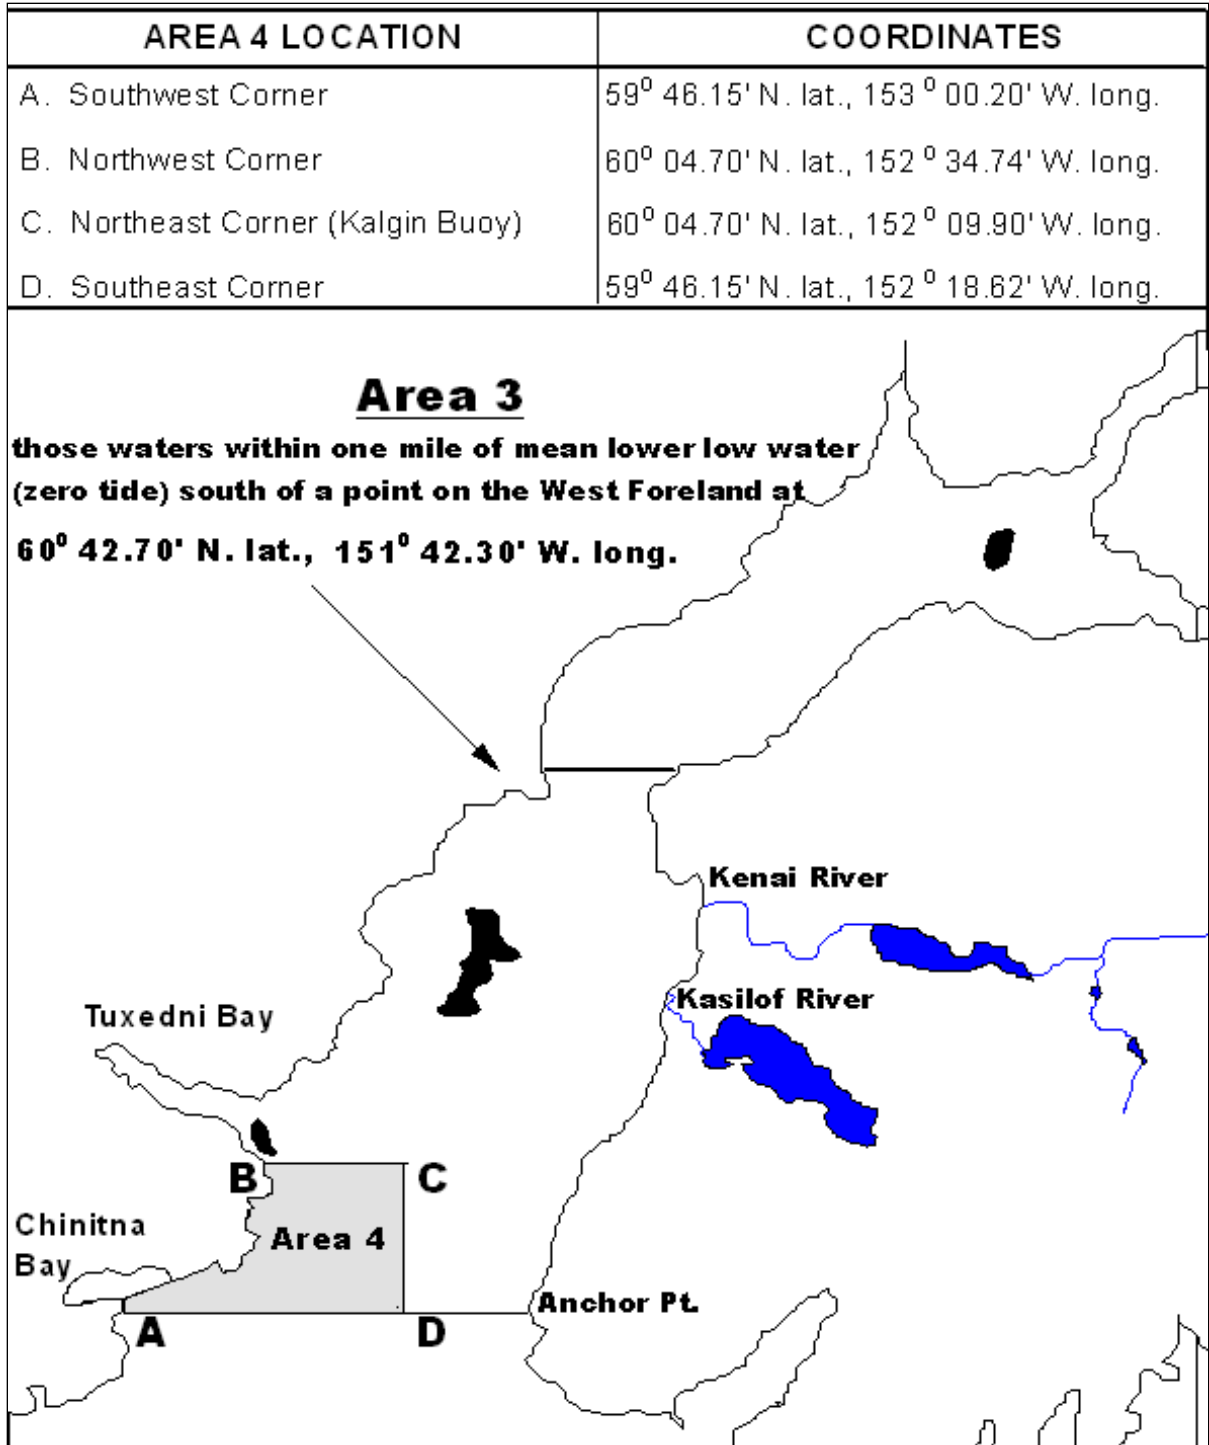 AREA 4 LOCATION COORDINATES
A. Southwest Corner 59⁰ 46.15' N. lat., 153 ⁰ 00.20' W. long.
B. Northwest Corner 60⁰ 04.70' N. lat., 152 ⁰ 34.74' W. long.
C. Northeast Corner (Kalgin Buoy) 60⁰ 04.70' N. lat., 152 ⁰ 09.90' W. long.
D. Southeast Corner 59⁰ 46.15' N. lat., 152 ⁰ 18.62' W. long.
Area 3
those waters within one mile of mean lower low water
(zero tide) south of a point on the West Foreland at
60⁰ 42.70' N. lat., 151⁰ 42.30' W. long.
Kenai River
Kasilof River
Tuxedni Bay
B
C
Chinitna
Bay
Area 4
Anchor Pt.
A
D